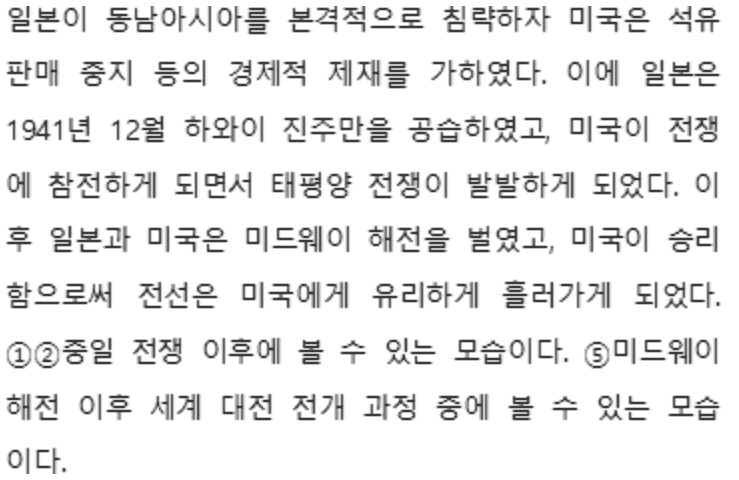 일본이 동남아시아를 본격적으로 침략하자 미국은 석유
판매 중지 등의 경제적 제재를 가하였다. 이에 일본은
1941년 12월 하와이 진주만을 공습하였고, 미국이 전쟁
에 참전하게 되면서 태평양 전쟁이 발발하게 되었다. 이
후 일본과 미국은 미드웨이 해전을 벌였고, 미국이 승리
함으로써 전선은 미국에게 유리하게 흘러가게 되었다.
①②중일 전쟁 이후에 볼 수 있는 모습이다. ⑤미드웨이
해전 이후 세계 대전 전개 과정 중에 볼 수 있는 모습
이다.